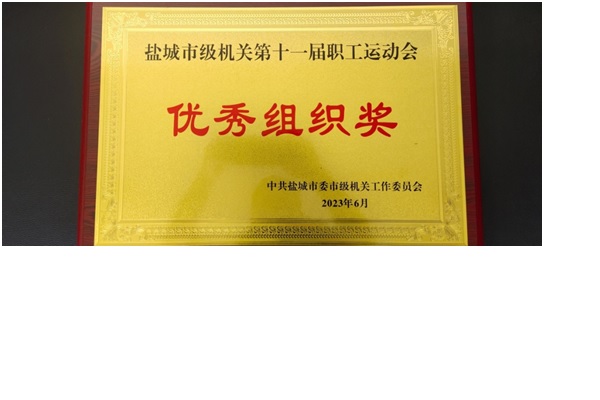 盐城市级机关第十一届职工运动会
优秀组织奖
中共盐城市委市级机关工作委员会
2023年6月